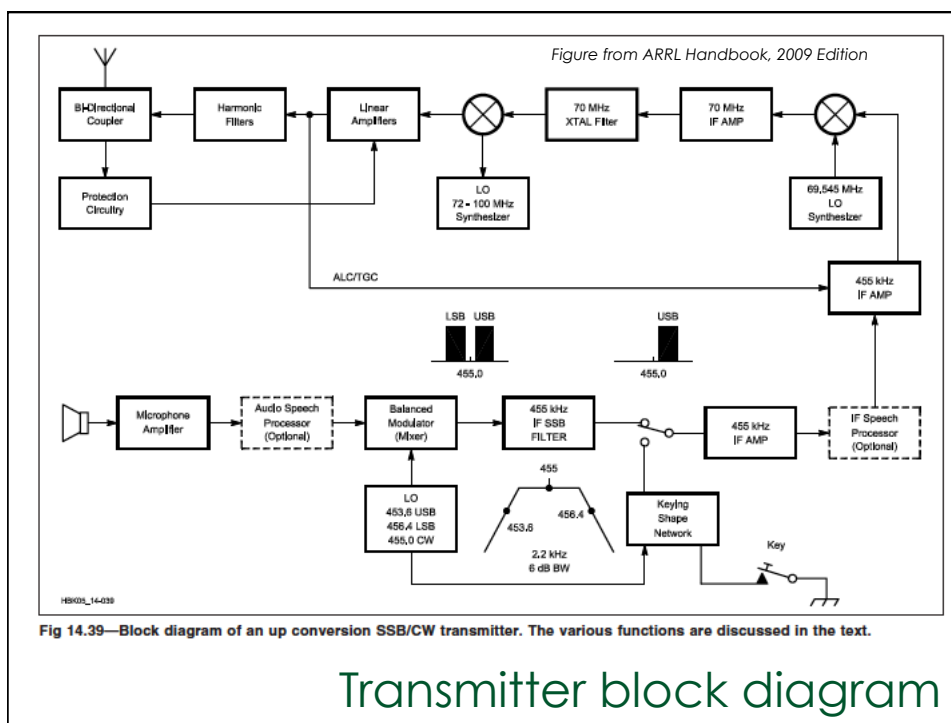 Figure from ARRL Handbook, 2009 Edition
Bi-Directional
Coupler
Harmonic
Filters
Linear
Amplifiers
70 MHz
XTAL Filter
70 MHz
IF AMP
Protection
Circuitry
LO
72 – 100 MHz
Synthesizer
69.545 MHz
LO
Synthesizer
ALC/TGC
455 kHz
IF AMP
LSB USB
455.0
USB
455.0
Microphone
Amplifier
Audio Speech
Processor
(Optional)
Balanced
Modulator
(Mixer)
455 kHz
IF SSB
FILTER
455 kHz
IF AMP
IF Speech
Processor
(Optional)
LO
453.6 USB
456.4 LSB
455.0 CW
455
453.6
456.4
2.2 kHz
6 dB BW
Keying
Shape
Network
Key
HBK05_14-039
Fig 14.39—Block diagram of an up conversion SSB/CW transmitter. The various functions are discussed in the text.
Transmitter block diagram